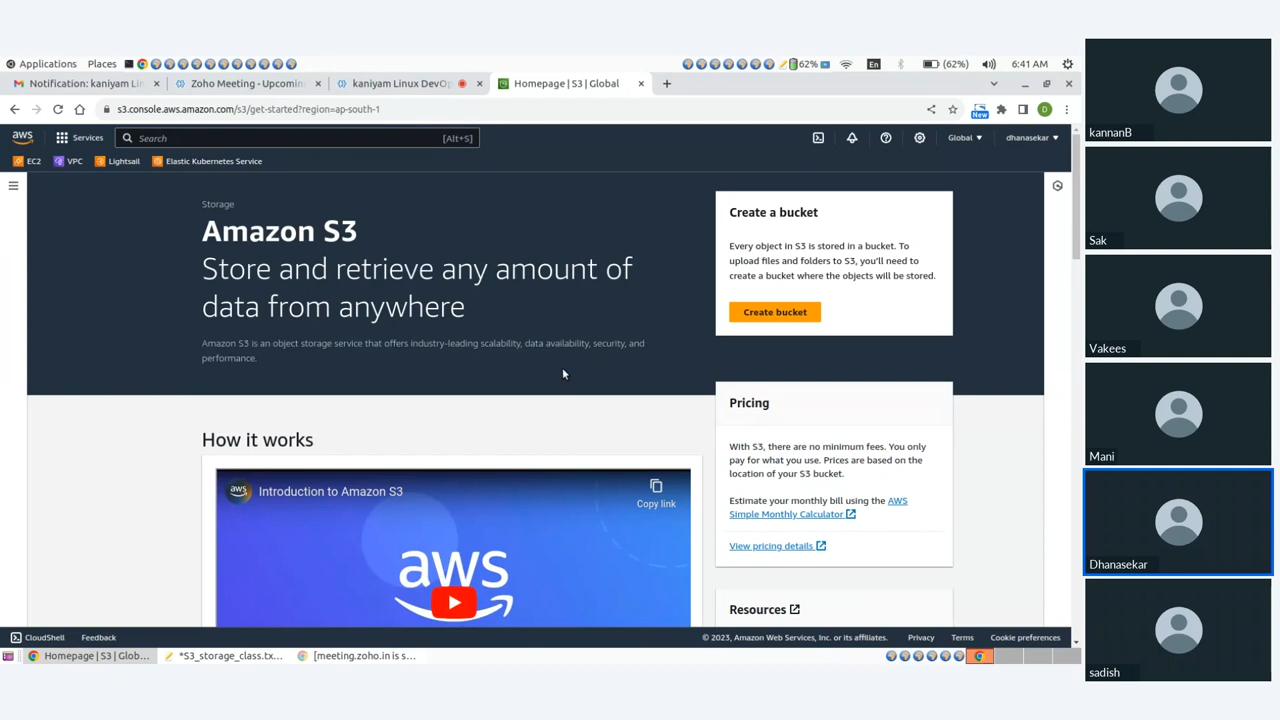 Applications Places 62% En (62%) 6:41 AM
Notification: kaniyam Lin Zoho Meeting - Upcomin kaniyam Linux DevOp Homepage | S3 | Global
s3.console.aws.amazon.com/s3/get-started?region=ap-south-1
New
D
aws Services Search [Alt+S] Global dhanasekar
EC2 VPC Lightsail Elastic Kubernetes Service
Storage
Amazon S3
Store and retrieve any amount of
data from anywhere
Amazon S3 is an object storage service that offers industry-leading scalability, data availability, security, and
performance.
Create a bucket
Every object in S3 is stored in a bucket. To
upload files and folders to S3, you'll need to
create a bucket where the objects will be stored.
Create bucket
Pricing
With S3, there are no minimum fees. You only
pay for what you use. Prices are based on the
location of your S3 bucket.
Estimate your monthly bill using the AWS
Simple Monthly Calculator
View pricing details
Resources
How it works
aws Introduction to Amazon S3
Copy link
aws
CloudShell Feedback © 2023, Amazon Web Services, Inc. or its affiliates. Privacy Terms Cookie preferences
Homepage | S3 | Glob... *S3_storage_class.tx... [meeting.zoho.in is s...
kannanB
Sak
Vakees
Mani
Dhanasekar
sadish